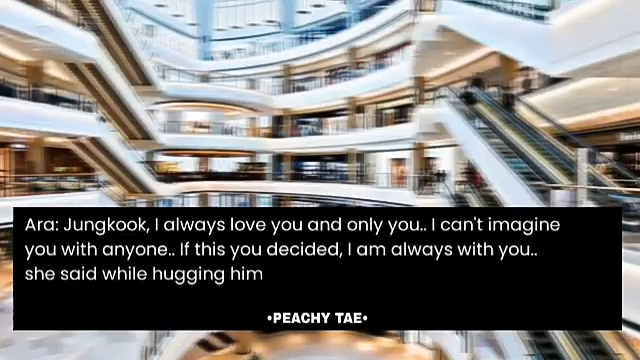 Ara: Jungkook, I always love you and only you.. I can't imagine
you with anyone.. If this you decided, I am always with you..
she said while hugging him
•PEACHY TAE•